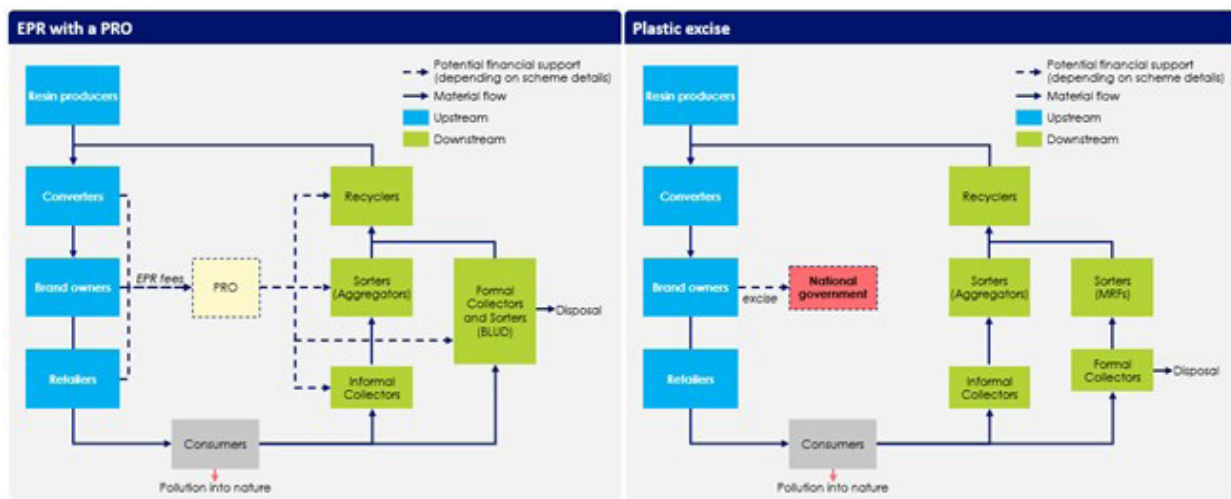 EPR with a PRO
Potential financial support
(depending on scheme details)
Material flow
Upstream
Downstream
Resin producers
Converters
Recyclers
Brand owners
EPR fees
PRO
Sorters
(Aggregators)
Formal
Collectors
and Sorters
(BLUD)
Disposal
Retailers
Informal
Collectors
Consumers
Pollution into nature
Plastic excise
Potential financial support
(depending on scheme details)
Material flow
Upstream
Downstream
Resin producers
Converters
Recyclers
Brand owners
excise
National
government
Sorters
(Aggregators)
Sorters
(MRFs)
Retailers
Informal
Collectors
Formal
Collectors
Disposal
Consumers
Pollution into nature